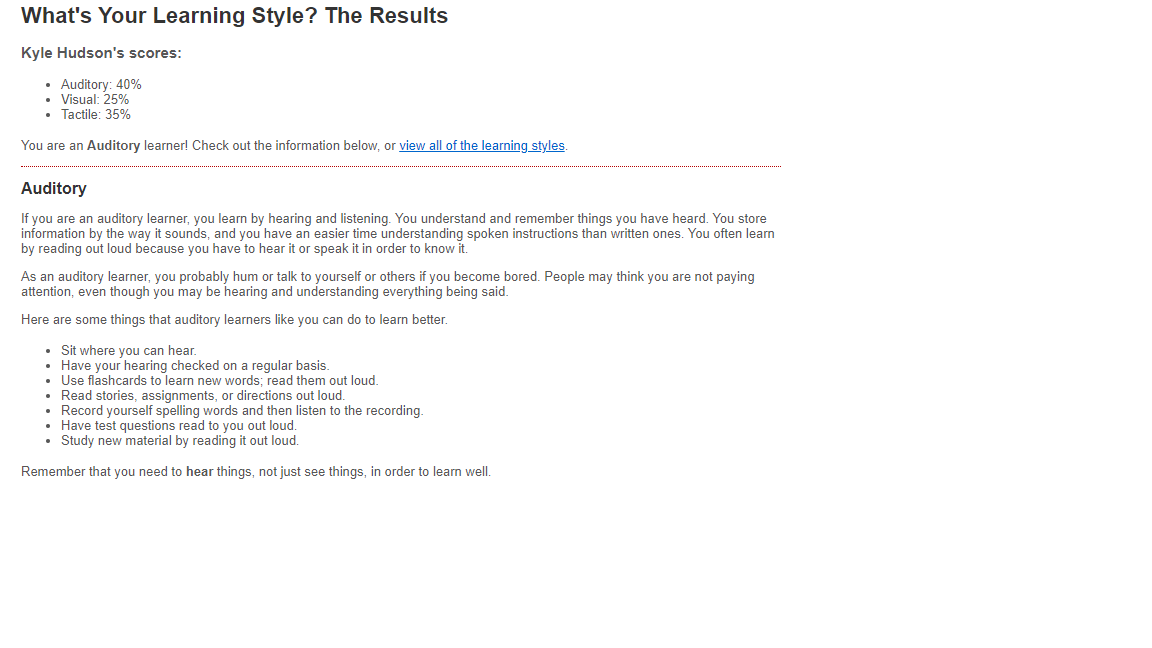 What's Your Learning Style? The Results
Kyle Hudson's scores:
• Auditory: 40%
• Visual: 25%
• Tactile: 35%
You are an Auditory learner! Check out the information below, or view all of the learning styles.
Auditory
If you are an auditory learner, you learn by hearing and listening. You understand and remember things you have heard. You store
information by the way it sounds, and you have an easier time understanding spoken instructions than written ones. You often learn
by reading out loud because you have to hear it or speak it in order to know it.
As an auditory learner, you probably hum or talk to yourself or others if you become bored. People may think you are not paying
attention, even though you may be hearing and understanding everything being said.
Here are some things that auditory learners like you can do to learn better.
• Sit where you can hear.
• Have your hearing checked on a regular basis.
• Use flashcards to learn new words; read them out loud.
• Read stories, assignments, or directions out loud.
• Record yourself spelling words and then listen to the recording.
• Have test questions read to you out loud.
• Study new material by reading it out loud.
Remember that you need to hear things, not just see things, in order to learn well.